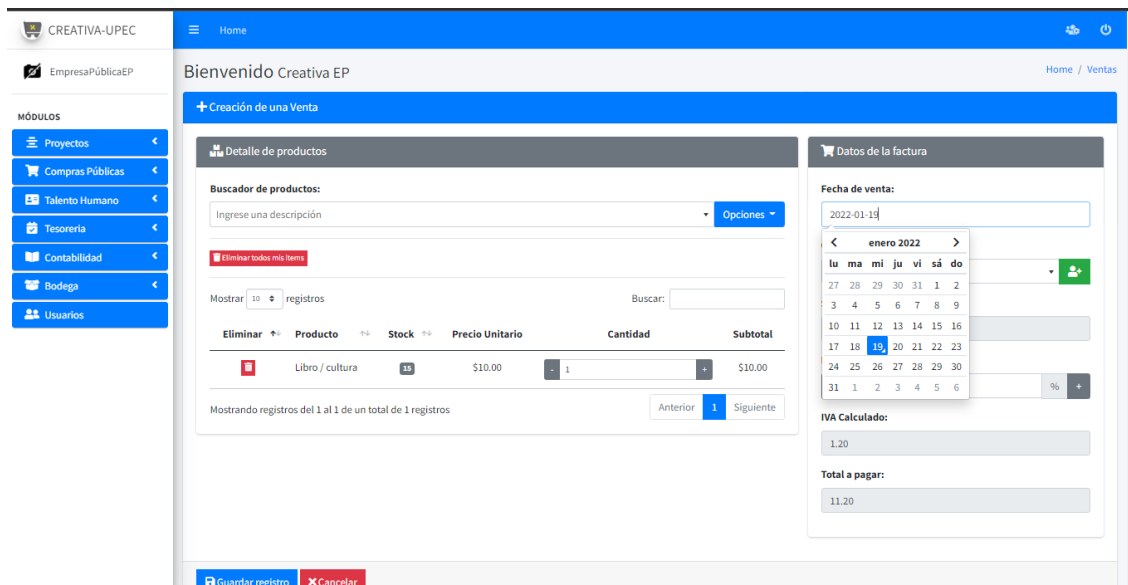 CREATIVA-UPEC
Home
EmpresaPúblicaEP
Bienvenido Creativa EP
Home / Ventas
MÓDULOS
Proyectos
Compras Públicas
Talento Humano
Tesoreria
Contabilidad
Bodega
Usuarios
Creación de una Venta
Detalle de productos
Buscador de productos:
Ingrese una descripción
Opciones
Eliminar todos mis items
Mostrar 10 registros
Buscar:
Eliminar Producto Stock Precio Unitario Cantidad Subtotal
Libro / cultura 15 $10.00 - 1 + $10.00
Mostrando registros del 1 al 1 de un total de 1 registros
Anterior 1 Siguiente
Datos de la factura
Fecha de venta:
2022-01-19
enero 2022
lu ma mi ju vi sá do
27 28 29 30 31 1 2
3 4 5 6 7 8 9
10 11 12 13 14 15 16
17 18 19 20 21 22 23
24 25 26 27 28 29 30
31 1 2 3 4 5 6
% +
IVA Calculado:
1.20
Total a pagar:
11.20
Guardar registro Cancelar